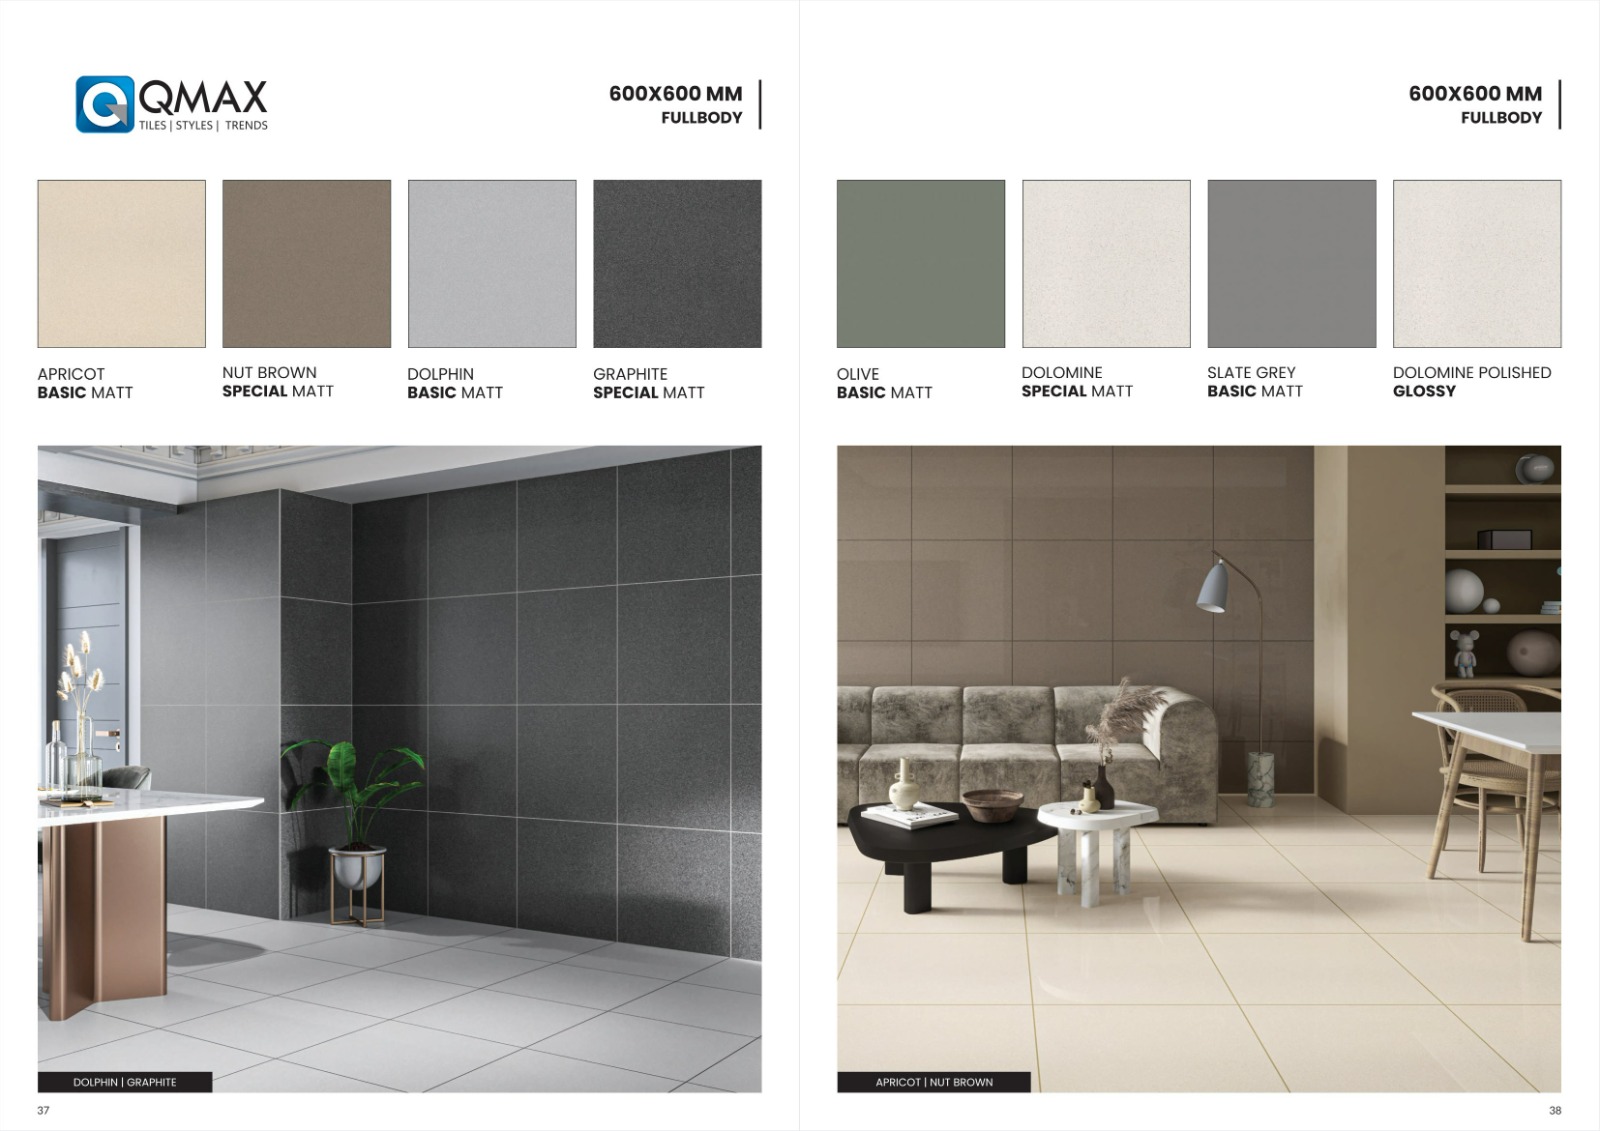 QMAX
TILES | STYLES | TRENDS
600X600 MM
FULLBODY
APRICOT
BASIC MATT
NUT BROWN
SPECIAL MATT
DOLPHIN
BASIC MATT
GRAPHITE
SPECIAL MATT
DOLPHIN | GRAPHITE
37
600X600 MM
FULLBODY
OLIVE
BASIC MATT
DOLOMINE
SPECIAL MATT
SLATE GREY
BASIC MATT
DOLOMINE POLISHED
GLOSSY
APRICOT | NUT BROWN
38